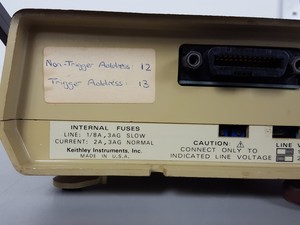 Non-Trigger Address: 12
Trigger Address: 13
INTERNAL FUSES
LINE: 1/8A, 3AG SLOW
CURRENT: 2A, 3AG NORMAL
Keithley Instruments, Inc.
MADE IN U.S.A.
CAUTION:
CONNECT ONLY TO
INDICATED LINE VOLTAGE
LINE V